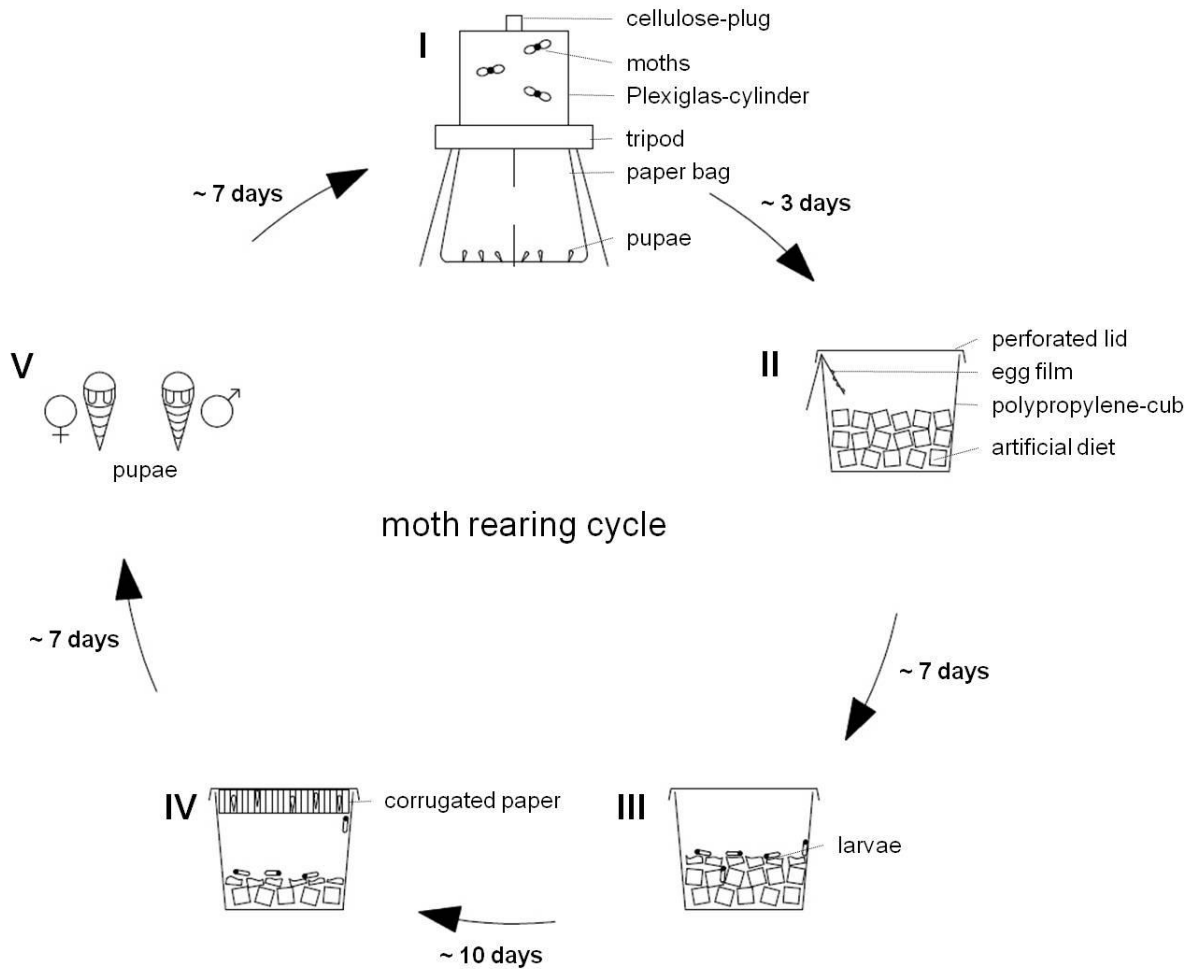 cellulose-plug
I
moths
Plexiglas-cylinder
tripod
paper bag
pupae
~ 7 days
~ 3 days
II
perforated lid
egg film
polypropylene-cub
artificial diet
V
♀ ♂
pupae
moth rearing cycle
~ 7 days
~ 7 days
IV
corrugated paper
III
larvae
~ 10 days